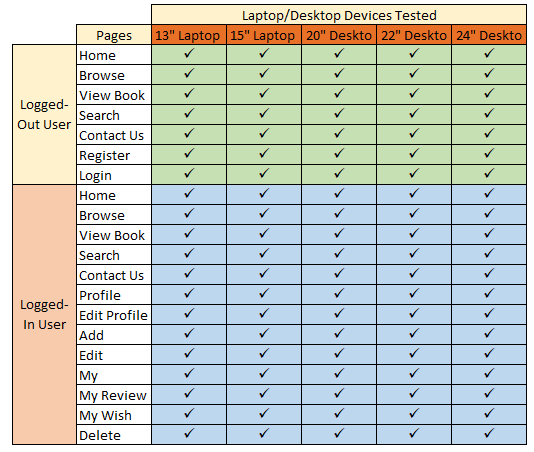 Laptop/Desktop Devices Tested
Pages 13" Laptop 15" Laptop 20" Deskto 22" Deskto 24" Deskto
Logged-
Out User
Home ✓ ✓ ✓ ✓ ✓
Browse ✓ ✓ ✓ ✓ ✓
View Book ✓ ✓ ✓ ✓ ✓
Search ✓ ✓ ✓ ✓ ✓
Contact Us ✓ ✓ ✓ ✓ ✓
Register ✓ ✓ ✓ ✓ ✓
Login ✓ ✓ ✓ ✓ ✓
Logged-
In User
Home ✓ ✓ ✓ ✓ ✓
Browse ✓ ✓ ✓ ✓ ✓
View Book ✓ ✓ ✓ ✓ ✓
Search ✓ ✓ ✓ ✓ ✓
Contact Us ✓ ✓ ✓ ✓ ✓
Profile ✓ ✓ ✓ ✓ ✓
Edit Profile ✓ ✓ ✓ ✓ ✓
Add ✓ ✓ ✓ ✓ ✓
Edit ✓ ✓ ✓ ✓ ✓
My ✓ ✓ ✓ ✓ ✓
My Review ✓ ✓ ✓ ✓ ✓
My Wish ✓ ✓ ✓ ✓ ✓
Delete ✓ ✓ ✓ ✓ ✓